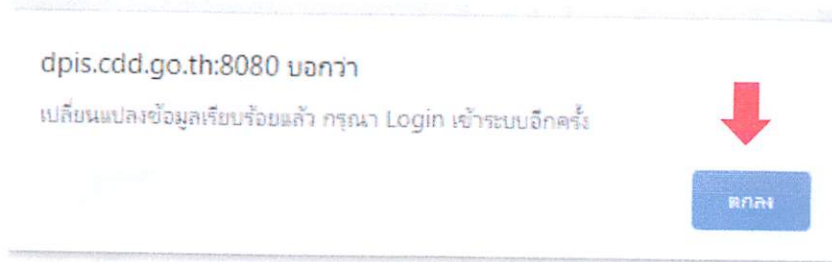 dpis.cdd.go.th:8080 บอกว่า
เปลี่ยนแปลงข้อมูลเรียบร้อยแล้ว กรุณา Login เข้าระบบอีกครั้ง
ตกลง